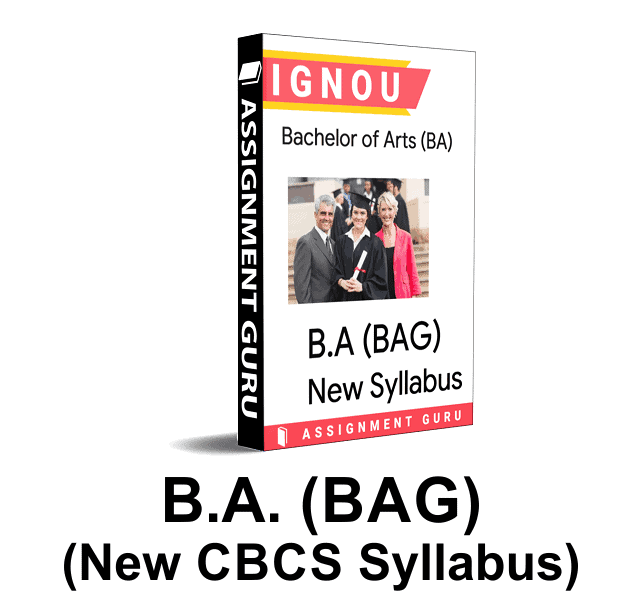 IGNOU
Bachelor of Arts (BA)
B.A (BAG)
New Syllabus
ASSIGNMENT GURU
ASSIGNMENT GURU
B.A. (BAG)
(New CBCS Syllabus)